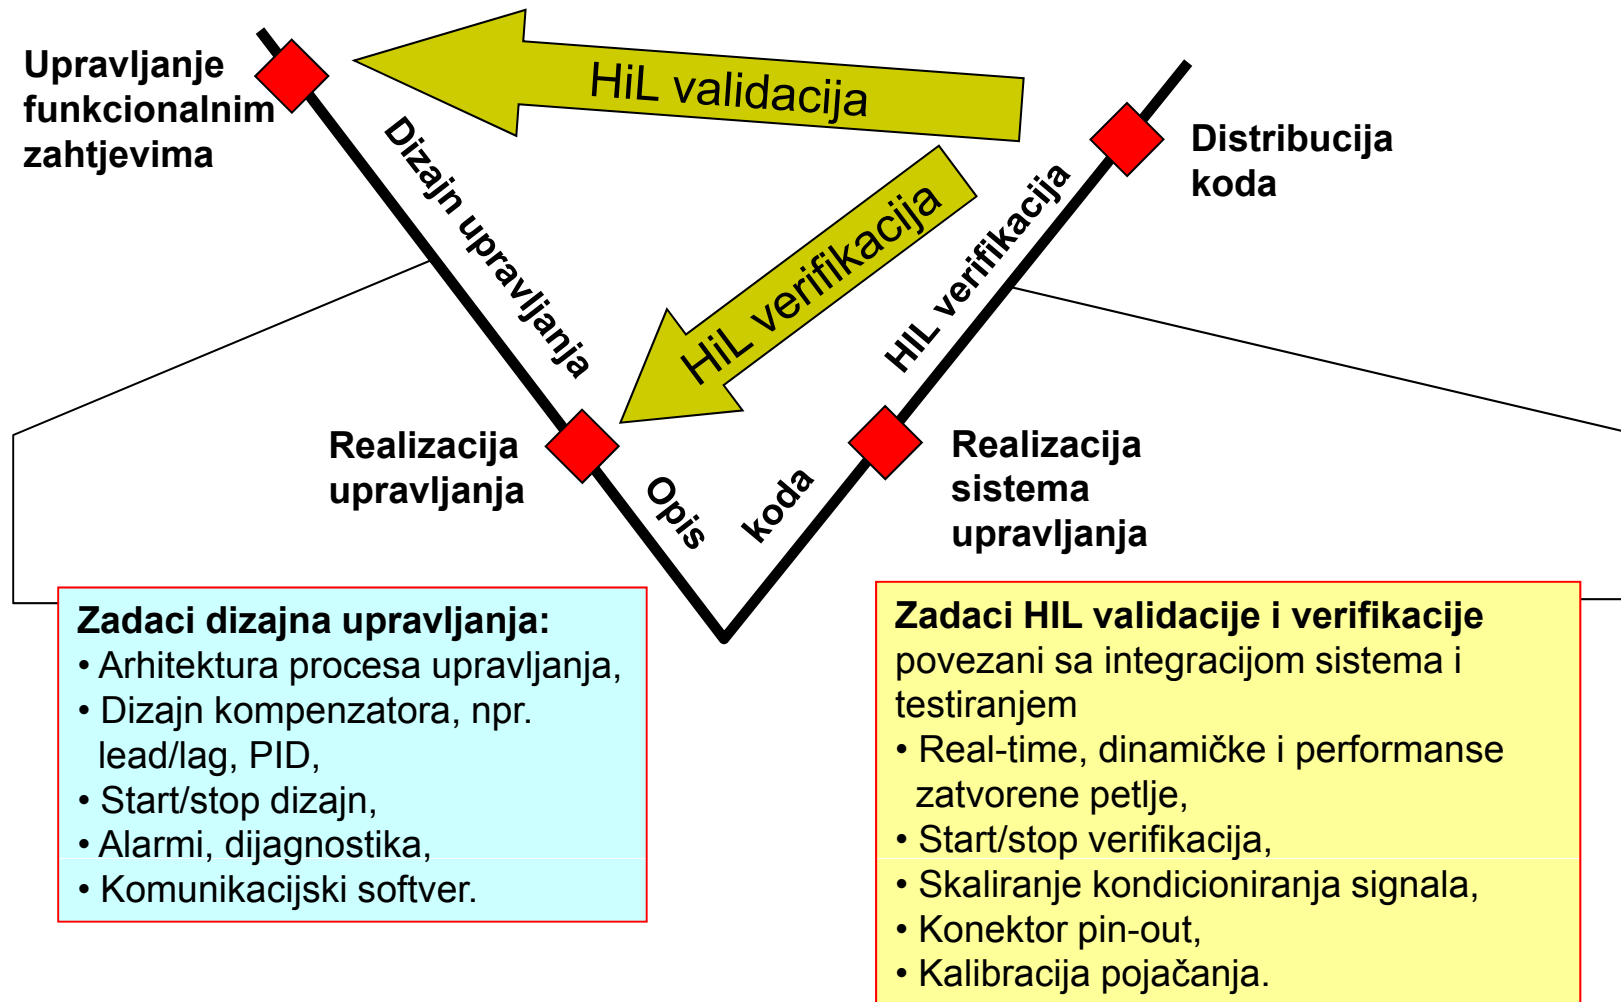 Upravljanje
funkcionalnim
zahtjevima
HiL validacija
Distribucija
koda
Dizajn upravljanja
HiL verifikacija
HIL verifikacija
Realizacija
upravljanja
Opis
koda
Realizacija
sistema
upravljanja
Zadaci dizajna upravljanja:
• Arhitektura procesa upravljanja,
• Dizajn kompenzatora, npr.
lead/lag, PID,
• Start/stop dizajn,
• Alarmi, dijagnostika,
• Komunikacijski softver.
Zadaci HIL validacije i verifikacije
povezani sa integracijom sistema i
testiranjem
• Real-time, dinamičke i performanse
zatvorene petlje,
• Start/stop verifikacija,
• Skaliranje kondicioniranja signala,
• Konektor pin-out,
• Kalibracija pojačanja.